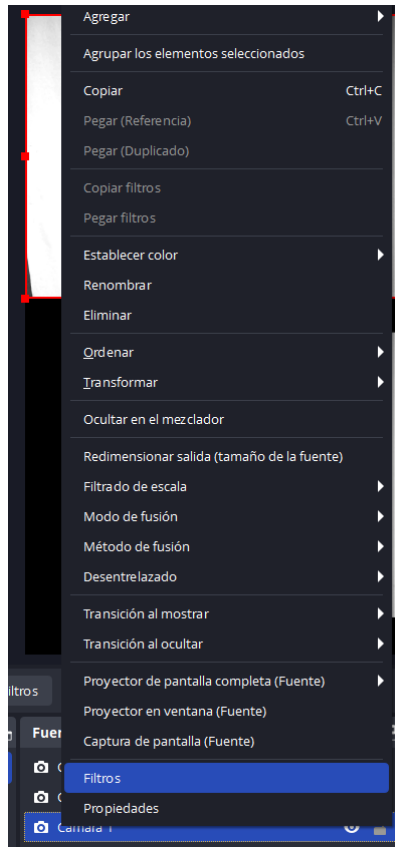 Agregar
Agrupar los elementos seleccionados
Copiar Ctrl+C
Pegar (Referencia) Ctrl+V
Pegar (Duplicado)
Copiar filtros
Pegar filtros
Establecer color
Renombrar
Eliminar
Ordenar
Transformar
Ocultar en el mezclador
Redimensionar salida (tamaño de la fuente)
Filtrado de escala
Modo de fusión
Método de fusión
Desentrelazado
Transición al mostrar
Transición al ocultar
Proyector de pantalla completa (Fuente)
Proyector en ventana (Fuente)
Captura de pantalla (Fuente)
Filtros
Propiedades
iltros
Fuer
Cámara 1